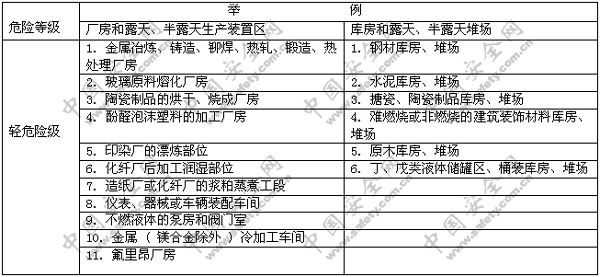 危险等级
举 例
厂房和露天、半露天生产装置区
库房和露天、半露天堆场
轻危险级
1．金属冶炼、铸造、铆焊、热轧、锻造、热
处理厂房
1．钢材库房、堆场
2．玻璃原料熔化厂房
2．水泥库房、堆场
3．陶瓷制品的烘干、烧成厂房
3．搪瓷、陶瓷制品库房、堆场
4．酚醛泡沫塑料的加工厂房
4．难燃烧或非燃烧的建筑装饰材料库房、
堆场
5．印染厂的漂炼部位
5．原木库房、堆场
6．化纤厂后加工润湿部位
6．丁、戊类液体储罐区、桶装库房、堆场
7．造纸厂或化纤厂的浆粕蒸煮工段
8．仪表、器械或车辆装配车间
9．不燃液体的泵房和阀门室
10．金属（镁合金除外）冷加工车间
11．氟里昂厂房
中国安全网
www.safety.com.cn